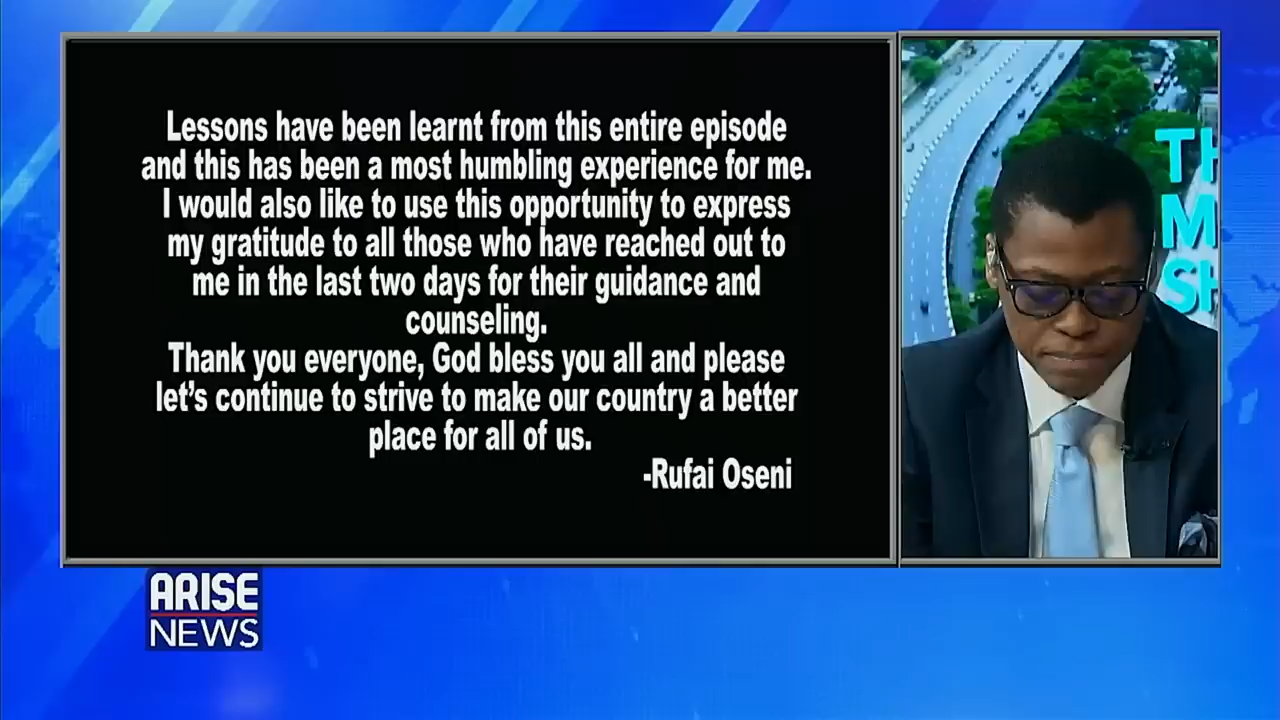 Lessons have been learnt from this entire episode
and this has been a most humbling experience for me.
I would also like to use this opportunity to express
my gratitude to all those who have reached out to
me in the last two days for their guidance and
counseling.
Thank you everyone, God bless you all and please
let's continue to strive to make our country a better
place for all of us.
-Rufai Oseni
TH
M
SH
ARISE
NEWS